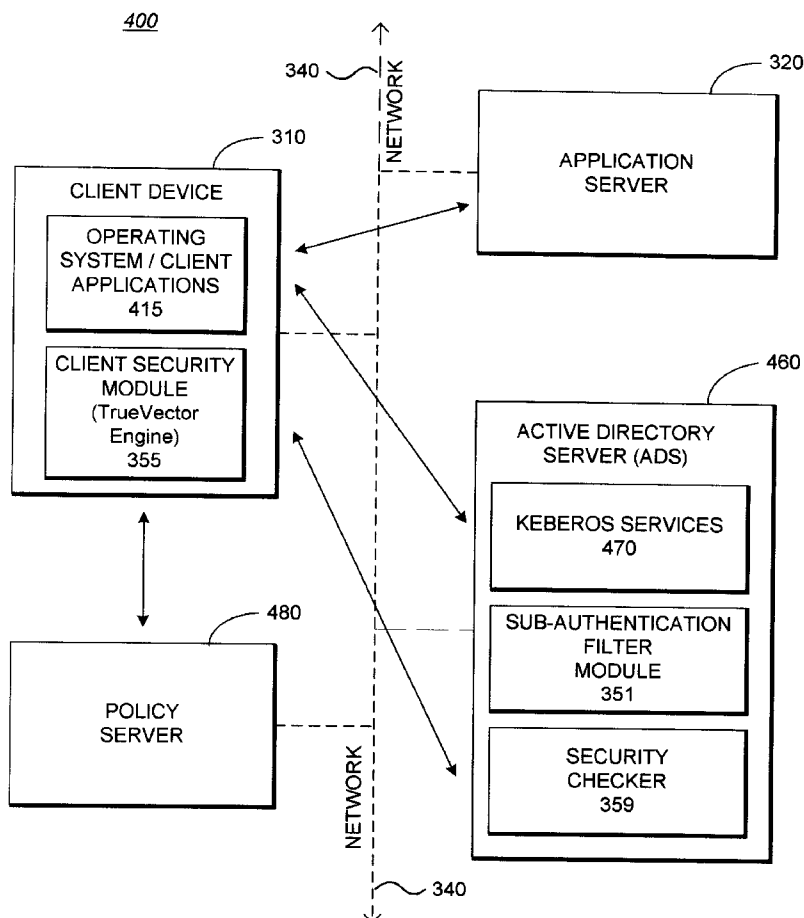 400
340
NETWORK
320
APPLICATION
SERVER
310
CLIENT DEVICE
OPERATING
SYSTEM / CLIENT
APPLICATIONS
415
CLIENT SECURITY
MODULE
(TrueVector
Engine)
355
460
ACTIVE DIRECTORY
SERVER (ADS)
KEBEROS SERVICES
470
SUB-AUTHENTICATION
FILTER
MODULE
351
SECURITY
CHECKER
359
480
POLICY
SERVER
NETWORK
340